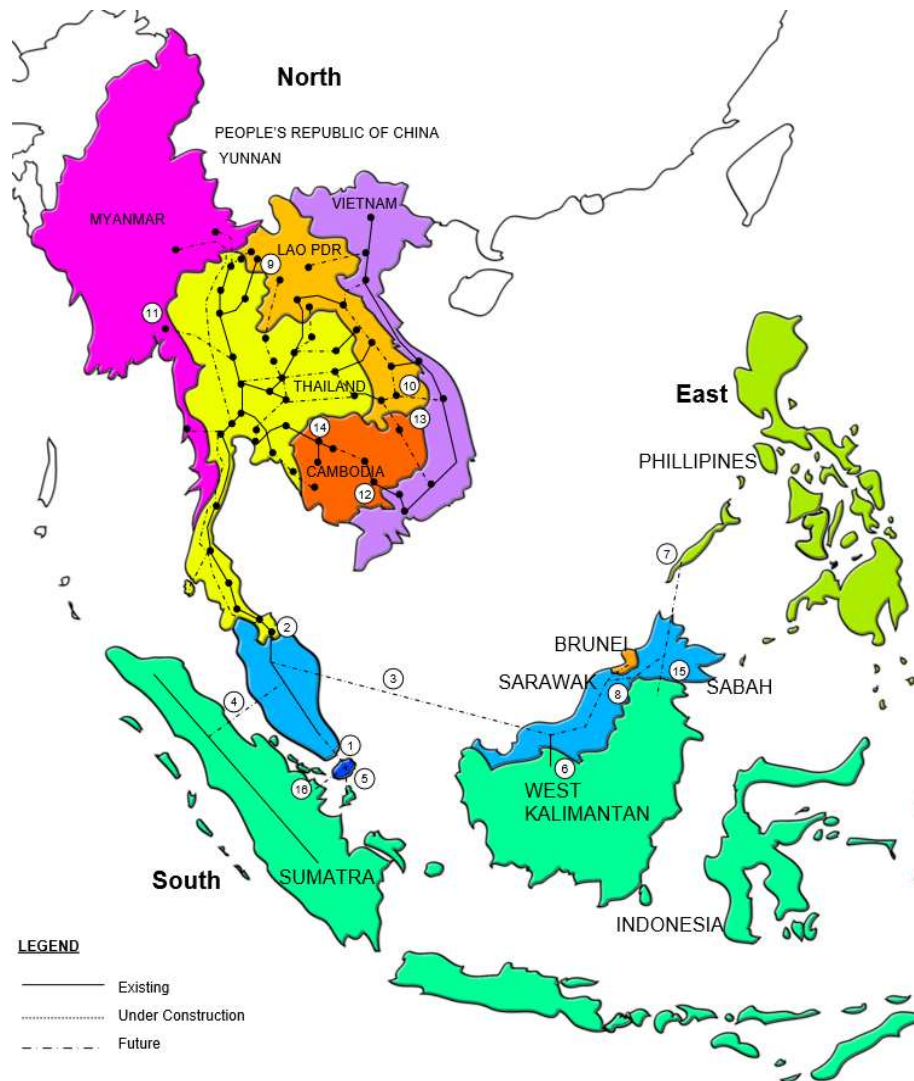 North
PEOPLE'S REPUBLIC OF CHINA
YUNNAN
VIETNAM
MYANMAR
LAO PDR
9
11
THAILAND
10
East
13
14
PHILLIPINES
CAMBODIA
12
7
2
BRUNEI
15
3
SARAWAK
SABAH
8
4
1
6
5
16
WEST
KALIMANTAN
South
SUMATRA
INDONESIA
LEGEND
Existing
Under Construction
Future